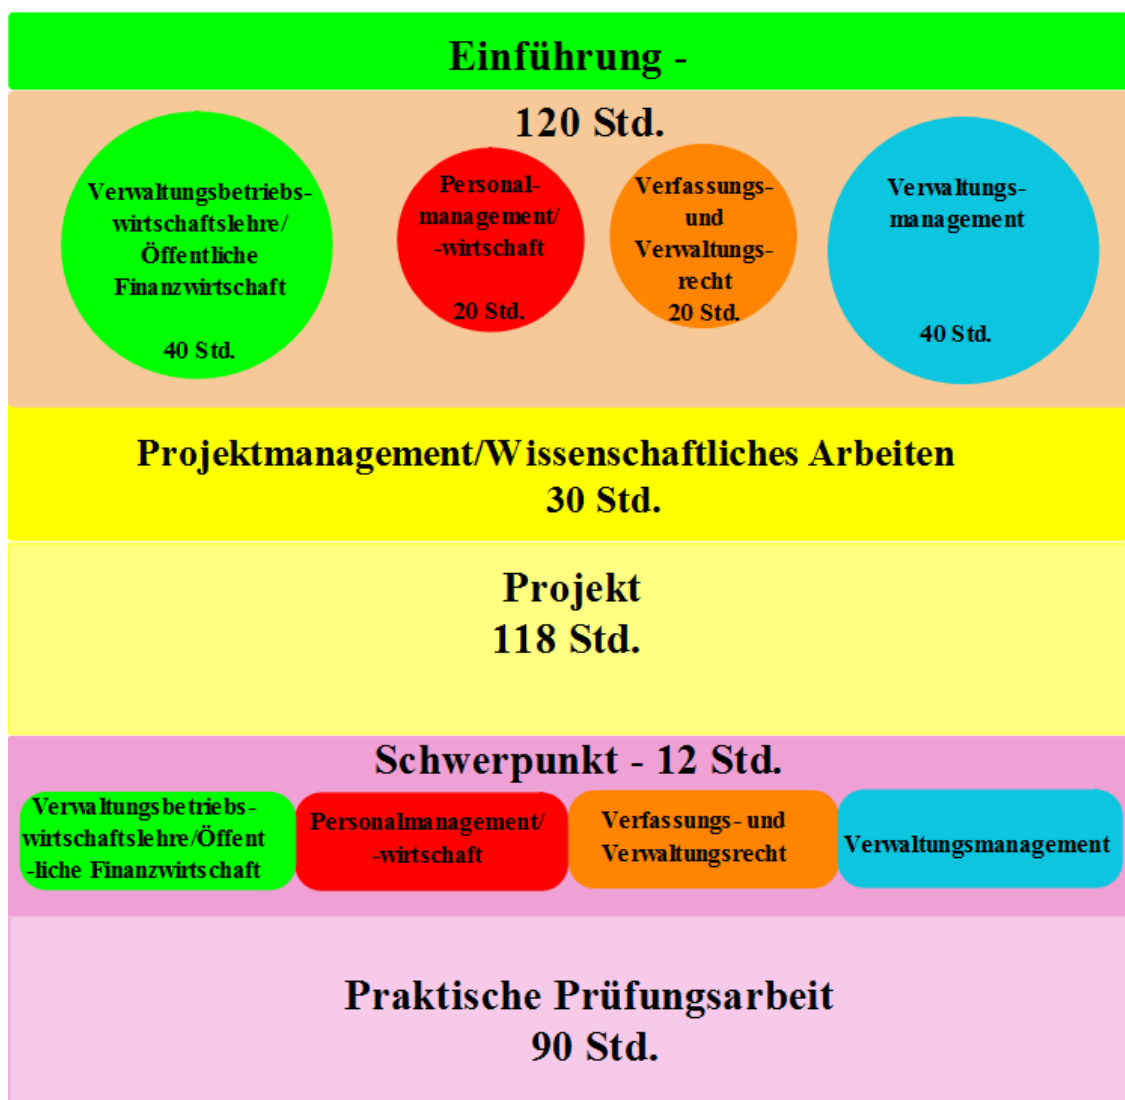 Einführung -
120 Std.
Verwaltungsbetriebs-
wirtschaftslehre/
Öffentliche
Finanzwirtschaft
40 Std.
Personal-
management/
-wirtschaft
20 Std.
Verfassungs-
und
Verwaltungs-
recht
20 Std.
Verwaltungs-
management
40 Std.
Projektmanagement/Wissenschaftliches Arbeiten
30 Std.
Projekt
118 Std.
Schwerpunkt - 12 Std.
Verwaltungsbetriebs-
wirtschaftslehre/Öffent
-liche Finanzwirtschaft
Personalmanagement/
-wirtschaft
Verfassungs- und
Verwaltungsrecht
Verwaltungsmanagement
Praktische Prüfungsarbeit
90 Std.